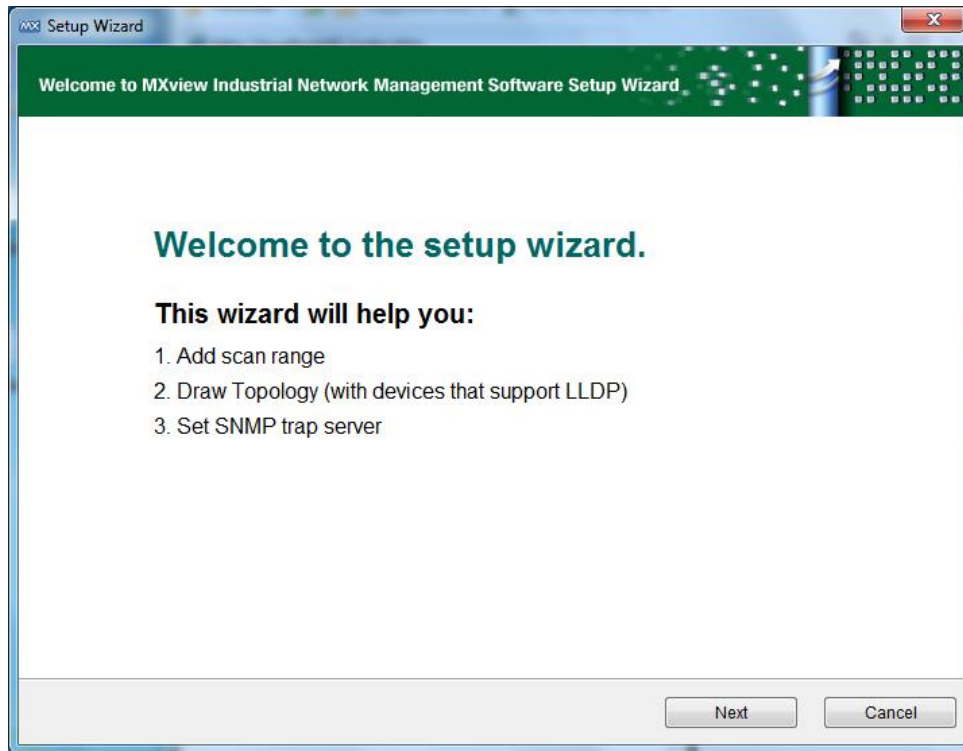 MX Setup Wizard
Welcome to MXview Industrial Network Management Software Setup Wizard
Welcome to the setup wizard.
This wizard will help you:
1. Add scan range
2. Draw Topology (with devices that support LLDP)
3. Set SNMP trap server
Next Cancel